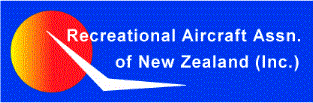 Recreational Aircraft Assn.
of New Zealand (Inc.)